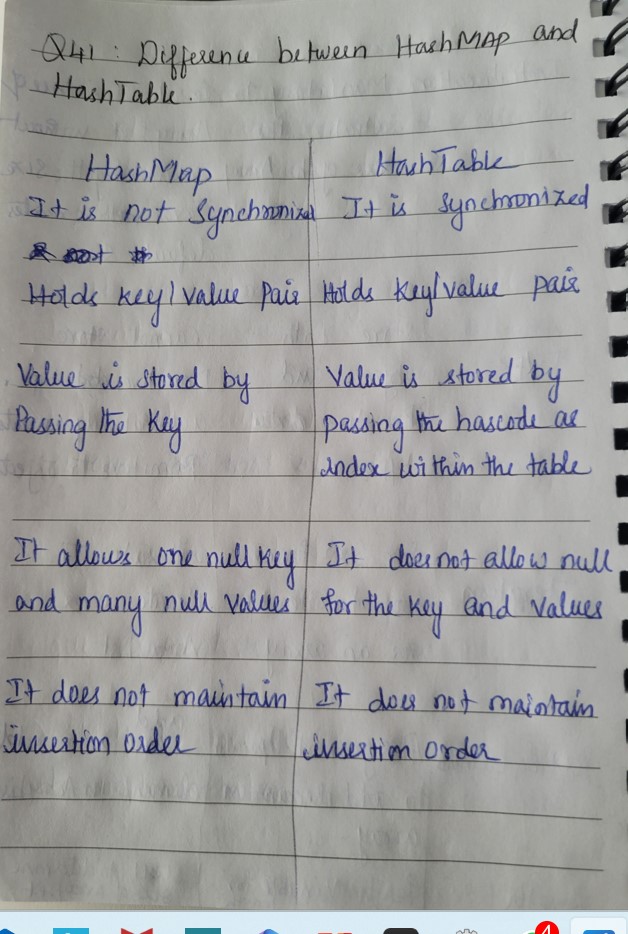 Q41: Difference between HashMAP and
HashTable.
HashMap
It is not Synchronized
Holds key/value Pair
Value is stored by
Passing the Key
It allows one null key
and many null values
It does not maintain
insertion order
HashTable
It is Synchronized
Holds key/value pair
Value is stored by
passing the hascode as
index within the table
It does not allow null
for the key and values
It does not maintain
insertion order
4